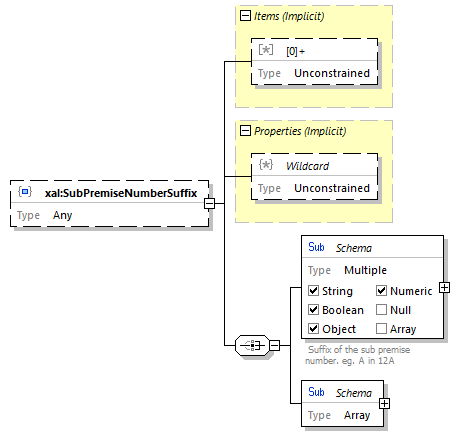 Items (Implicit)
[0]+
Type Unconstrained
Properties (Implicit)
Wildcard
Type Unconstrained
xal:SubPremiseNumberSuffix
Type Any
Sub Schema
Type Multiple
String Numeric
Boolean Null
Object Array
Suffix of the sub premise
number. eg. A in 12A
Sub Schema
Type Array